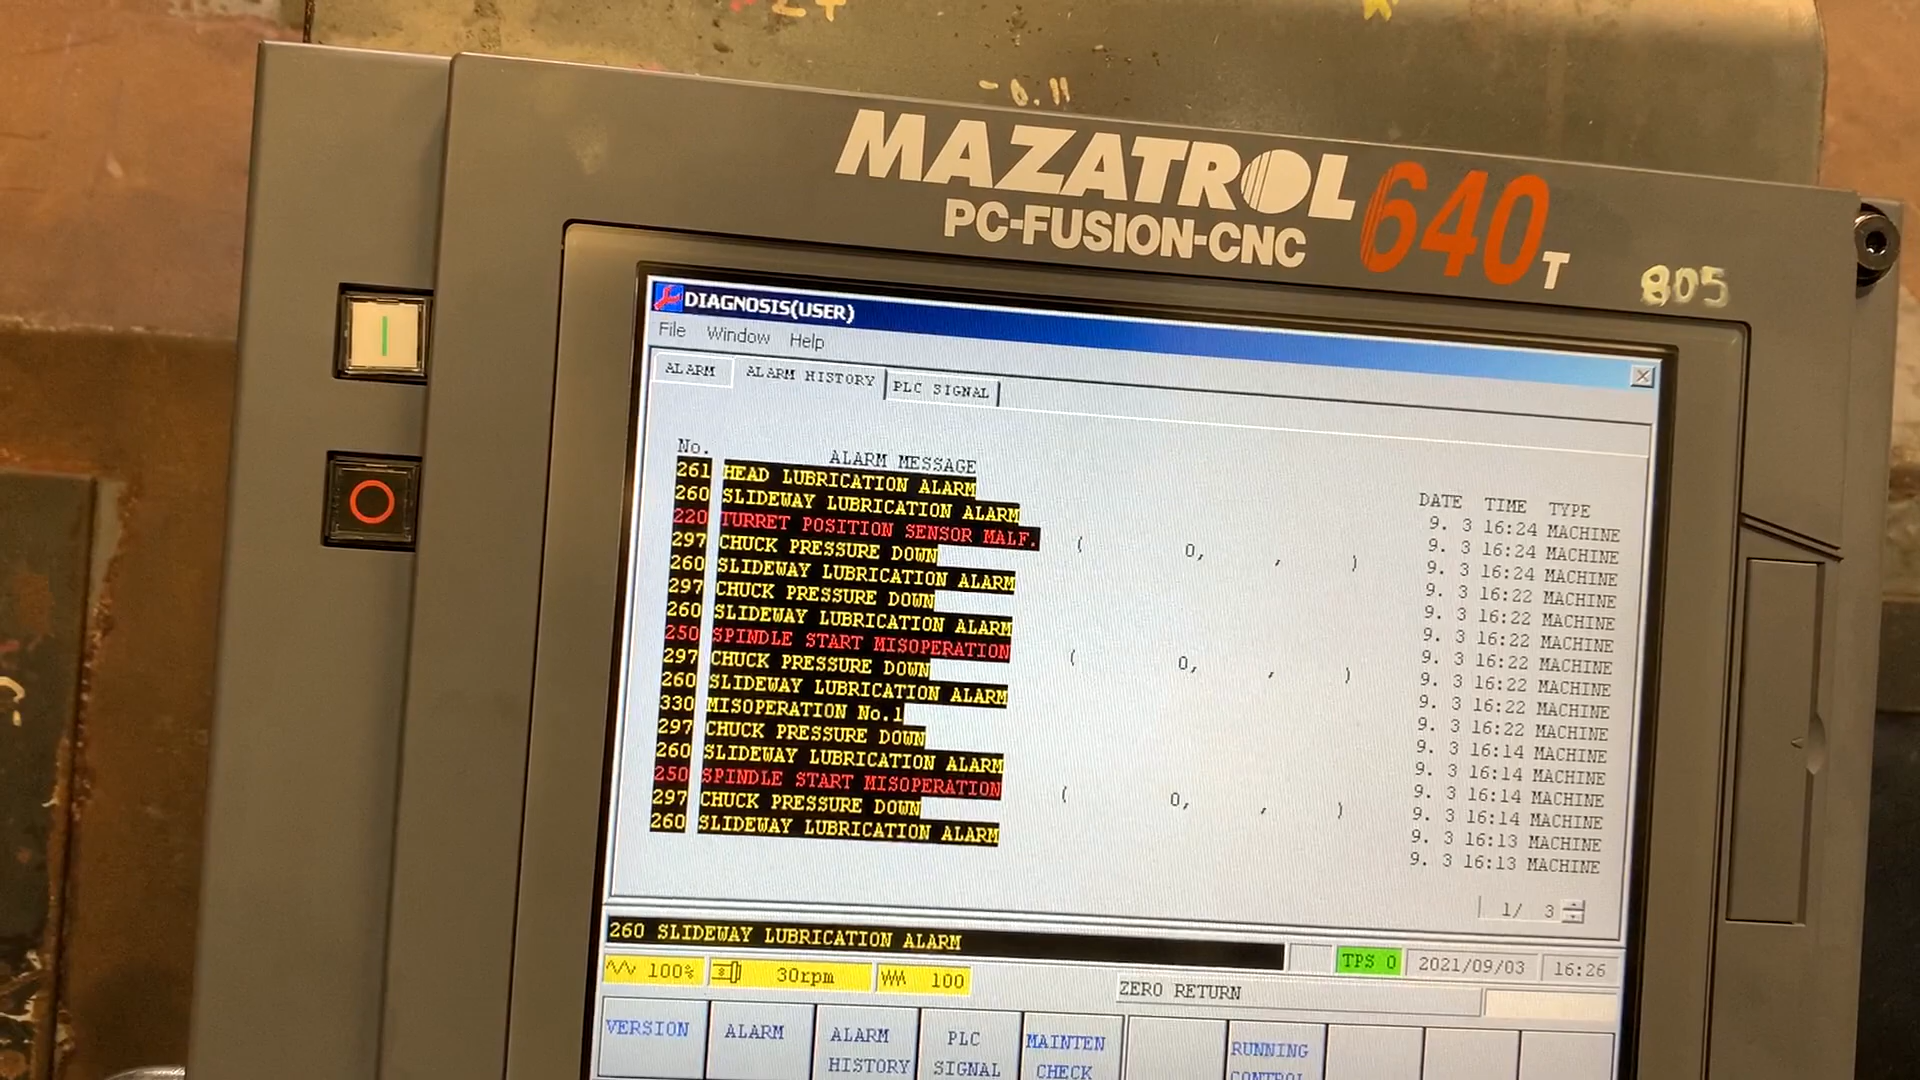 -0.11
MAZATROL 640T
PC-FUSION-CNC
805
DIAGNOSIS(USER)
File Window Help
ALARM ALARM HISTORY PLC SIGNAL
No. ALARM MESSAGE DATE TIME TYPE
261 HEAD LUBRICATION ALARM 9. 3 16:24 MACHINE
260 SLIDEWAY LUBRICATION ALARM 9. 3 16:24 MACHINE
220 TURRET POSITION SENSOR MALF. ( 0, , ) 9. 3 16:24 MACHINE
297 CHUCK PRESSURE DOWN 9. 3 16:22 MACHINE
260 SLIDEWAY LUBRICATION ALARM 9. 3 16:22 MACHINE
297 CHUCK PRESSURE DOWN 9. 3 16:22 MACHINE
260 SLIDEWAY LUBRICATION ALARM 9. 3 16:22 MACHINE
250 SPINDLE START MISOPERATION ( 0, , ) 9. 3 16:22 MACHINE
297 CHUCK PRESSURE DOWN 9. 3 16:22 MACHINE
260 SLIDEWAY LUBRICATION ALARM 9. 3 16:22 MACHINE
330 MISOPERATION No.1 9. 3 16:14 MACHINE
297 CHUCK PRESSURE DOWN 9. 3 16:14 MACHINE
260 SLIDEWAY LUBRICATION ALARM 9. 3 16:14 MACHINE
250 SPINDLE START MISOPERATION ( 0, , ) 9. 3 16:14 MACHINE
297 CHUCK PRESSURE DOWN 9. 3 16:13 MACHINE
260 SLIDEWAY LUBRICATION ALARM 9. 3 16:13 MACHINE
1/ 3
260 SLIDEWAY LUBRICATION ALARM TPS 0 2021/09/03 16:26
100% 30rpm 100 ZERO RETURN
VERSION ALARM ALARM HISTORY PLC SIGNAL MAINTEN CHECK RUNNING CONTROL